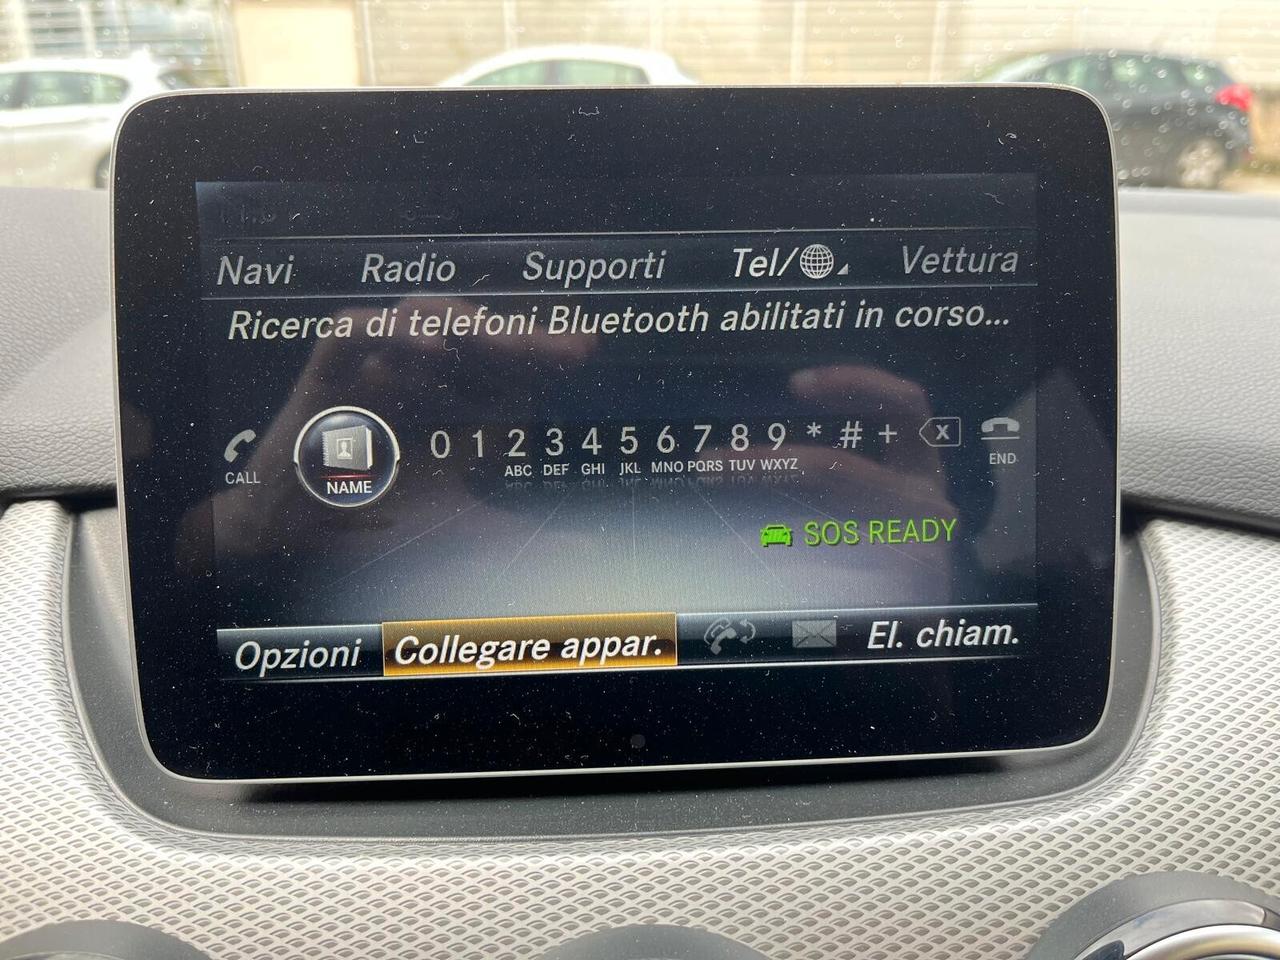 Navi Radio Supporti Tel/ Vettura
Ricerca di telefoni Bluetooth abilitati in corso...
CALL NAME 0 1 2 3 4 5 6 7 8 9 * # + X END
ABC DEF GHI JKL MNO PQRS TUV WXYZ
SOS READY
Opzioni Collegare appar. El. chiam.